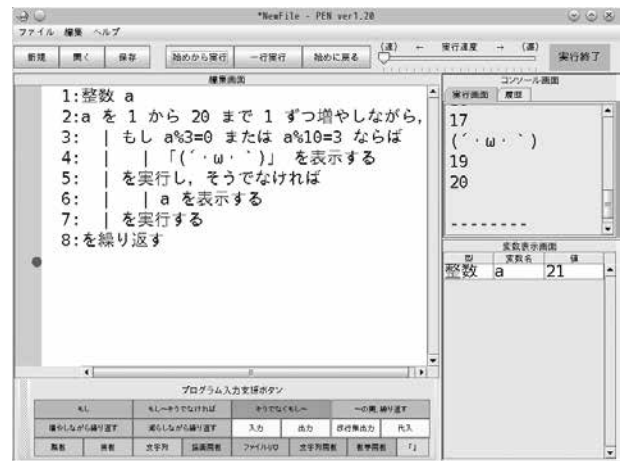 *NewFile - PEN ver1.20
ファイル 編集 ヘルプ
新規 開く 保存 始めから実行 一行実行 始めに戻る (速) ← 実行速度 → (遅) 実行終了
編集画面
1:整数 a
2:a を 1 から 20 まで 1 ずつ増やしながら,
3: | もし a%3=0 または a%10=3 ならば
4: | | 「(´・ω・`)」 を表示する
5: | を実行し, そうでなければ
6: | | a を表示する
7: | を実行する
8:を繰り返す
コンソール画面
実行画面 履歴
17
(´・ω・`)
19
20
--------
変数表示画面
型 変数名 値
整数 a 21
プログラム入力支援ボタン
もし もし〜そうでなければ そうでなくもし〜 〜の間,繰り返す
増やしながら繰り返す 減らしながら繰り返す 入力 出力 改行無出力 代入
文字列 描画関数 ファイルI/O 文字列関数 数学関数 「」